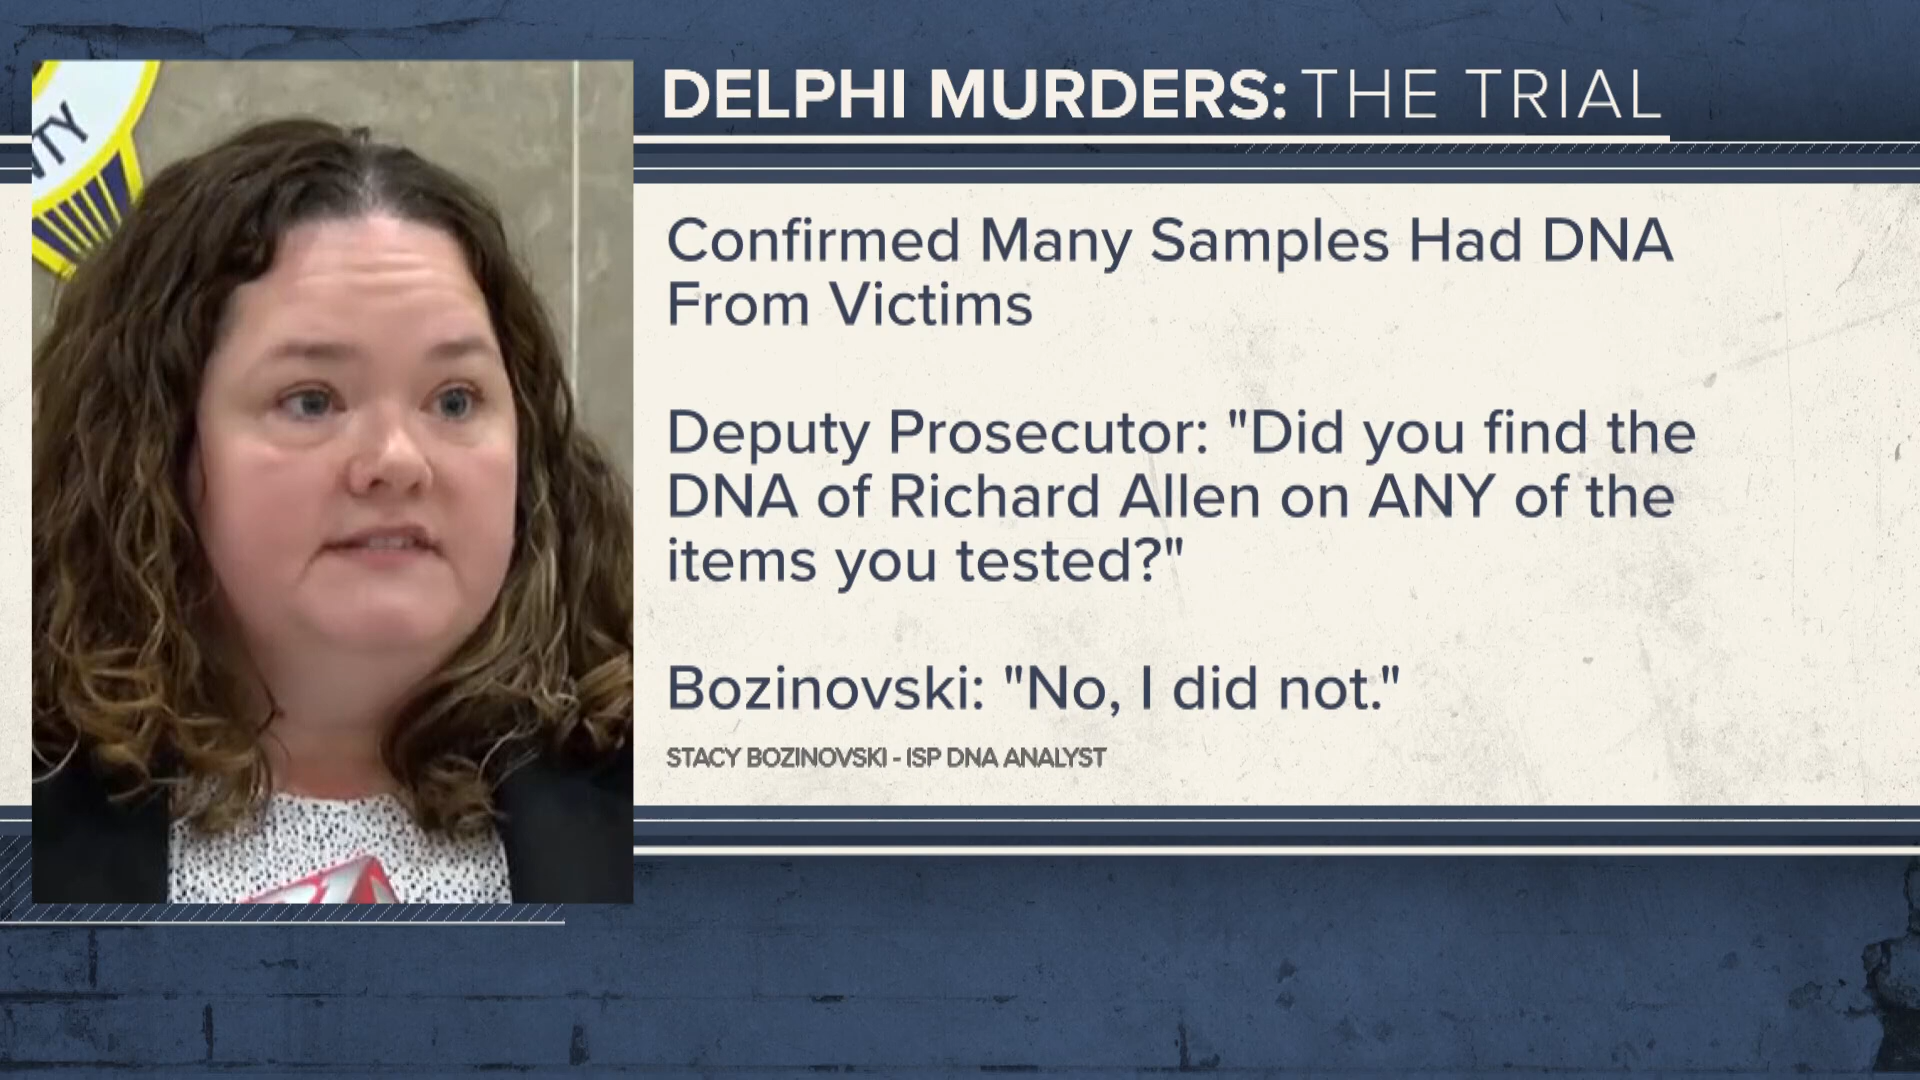 DELPHI MURDERS: THE TRIAL
Confirmed Many Samples Had DNA
From Victims
Deputy Prosecutor: "Did you find the
DNA of Richard Allen on ANY of the
items you tested?"
Bozinovski: "No, I did not."
STACY BOZINOVSKI - ISP DNA ANALYST